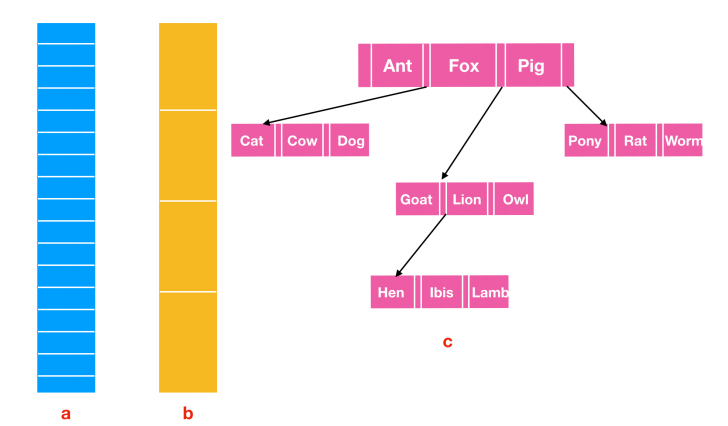 Ant Fox Pig
Cat Cow Dog
Pony Rat Worm
Goat Lion Owl
Hen Ibis Lamb
c
a
b